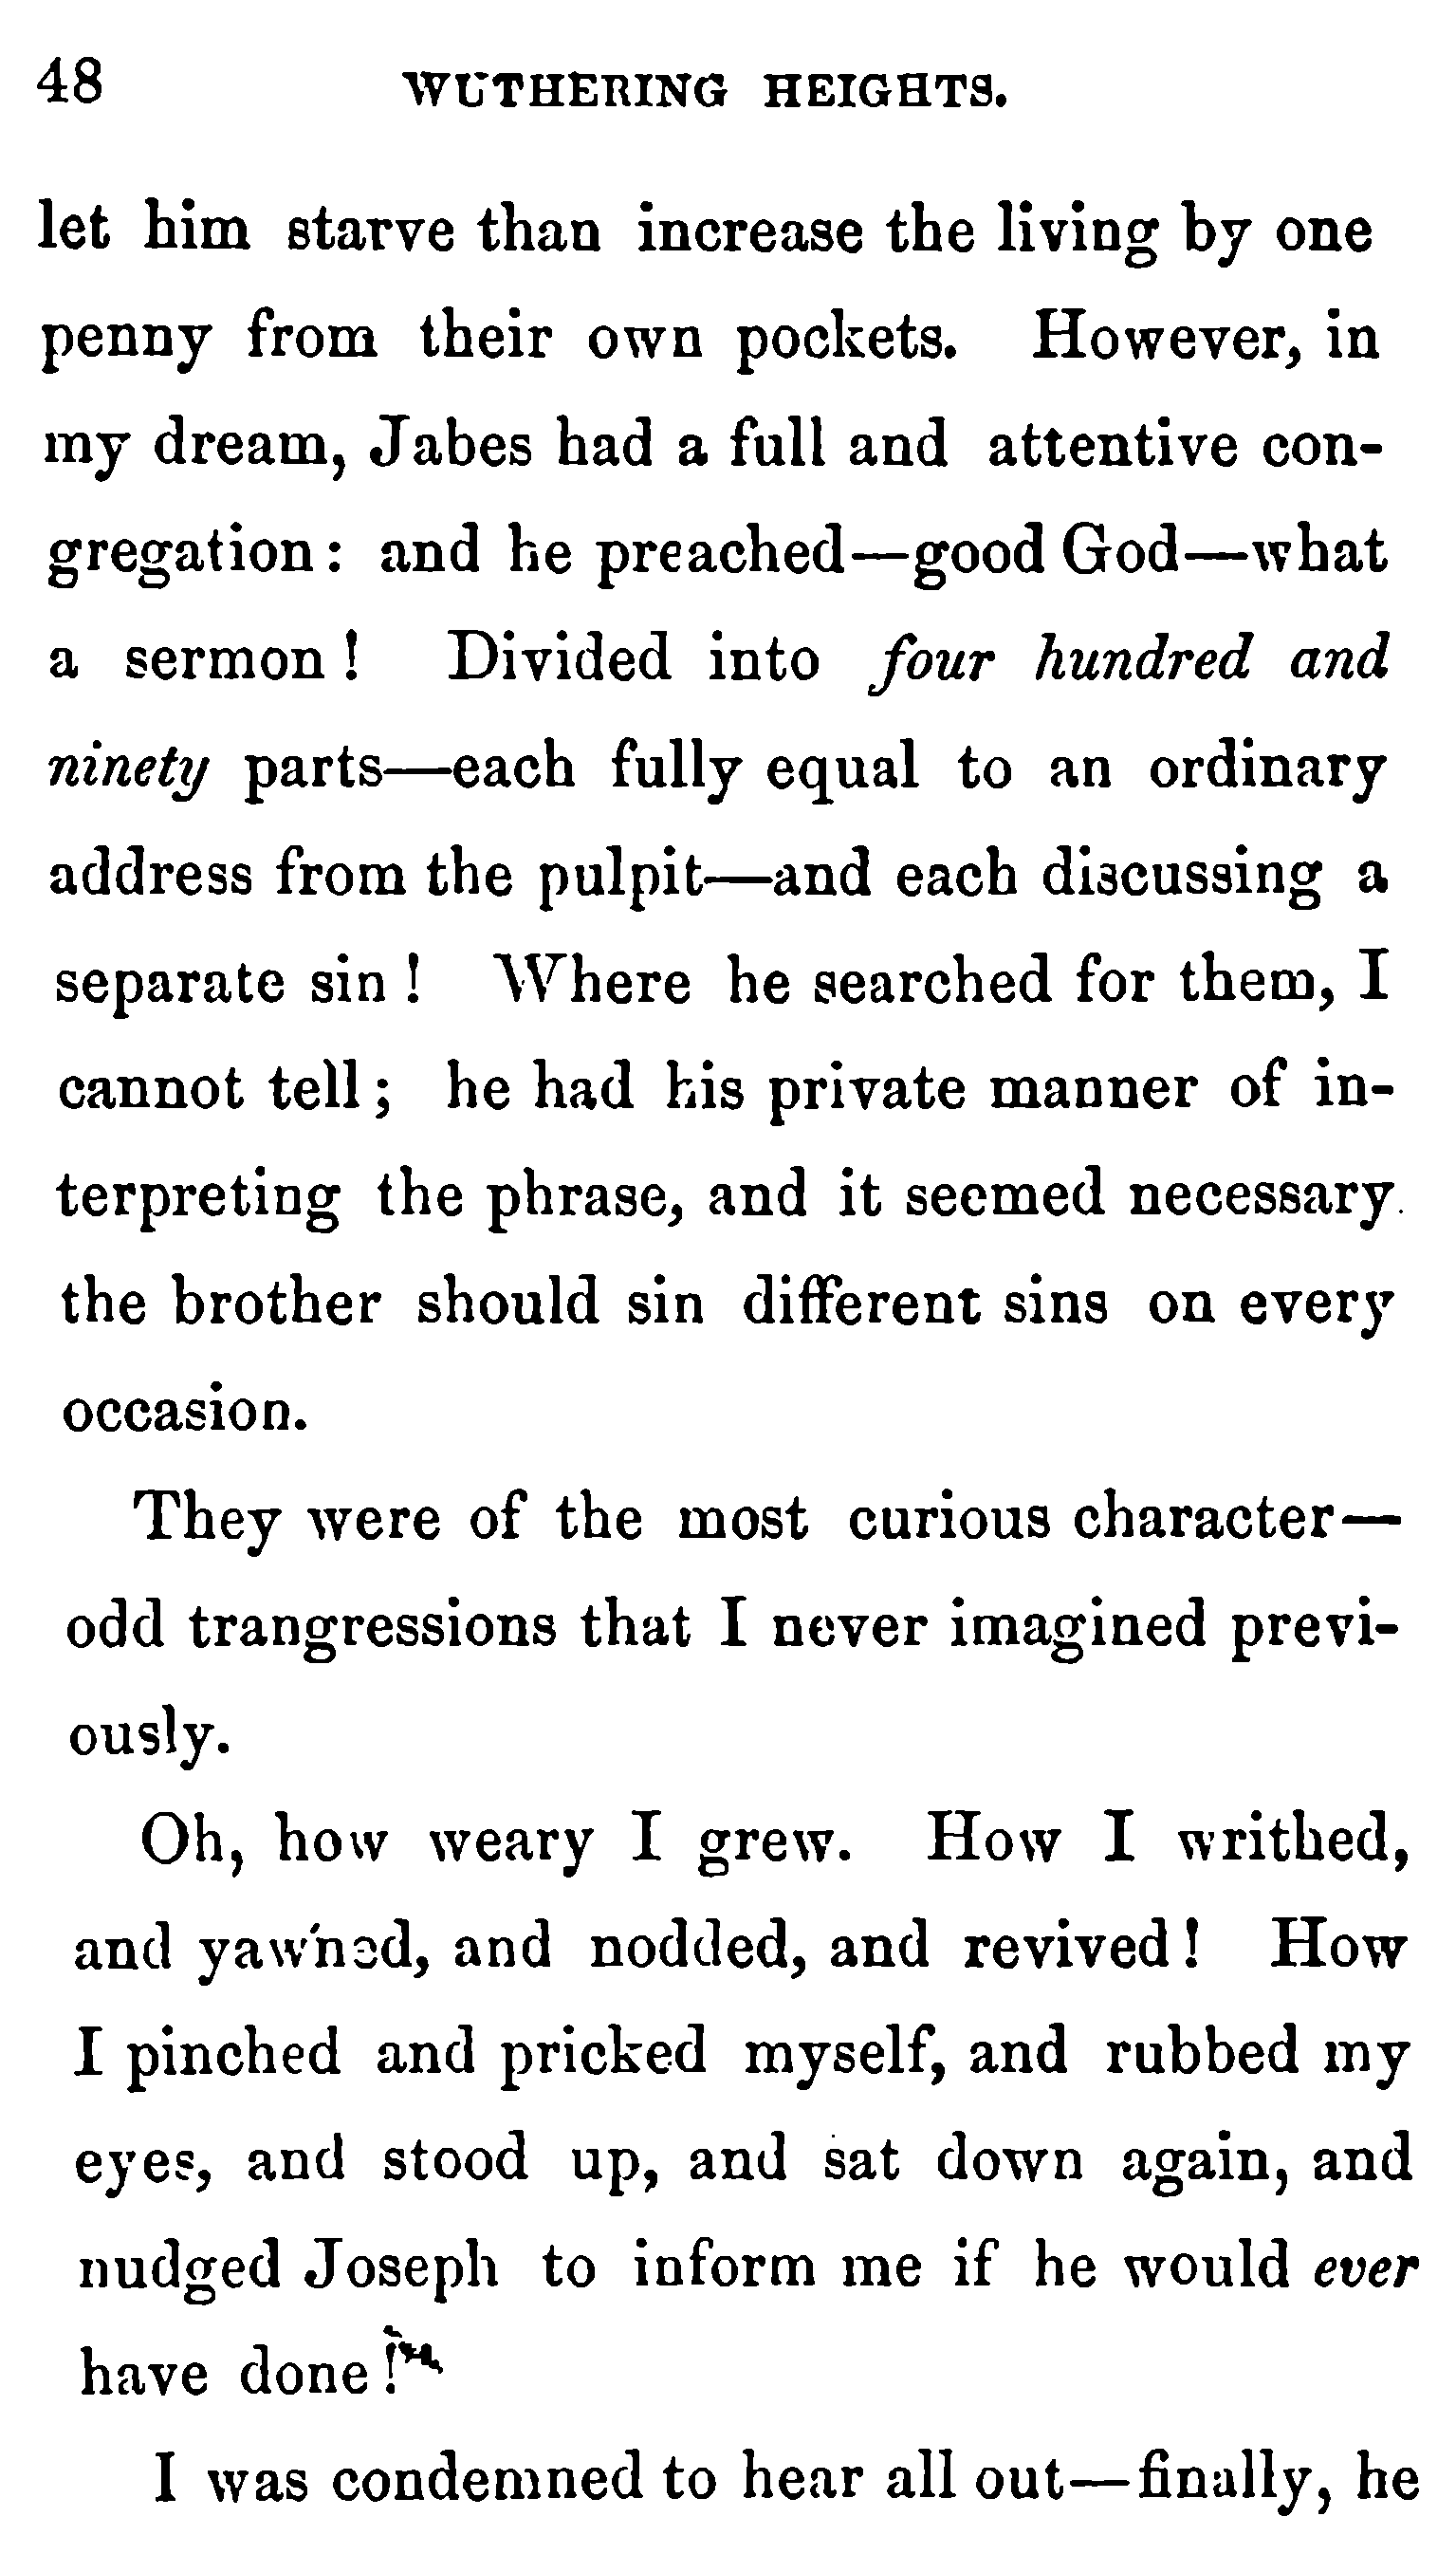 48 WUTHERING HEIGHTS.
let him starve than increase the living by one
penny from their own pockets. However, in
my dream, Jabes had a full and attentive con-
gregation: and he preached—good God—what
a sermon! Divided into four hundred and
ninety parts—each fully equal to an ordinary
address from the pulpit—and each discussing a
separate sin! Where he searched for them, I
cannot tell; he had his private manner of in-
terpreting the phrase, and it seemed necessary
the brother should sin different sins on every
occasion.
They were of the most curious character—
odd trangressions that I never imagined previ-
ously.
Oh, how weary I grew. How I writhed,
and yawned, and nodded, and revived! How
I pinched and pricked myself, and rubbed my
eyes, and stood up, and sat down again, and
nudged Joseph to inform me if he would ever
have done!
I was condemned to hear all out—finally, he